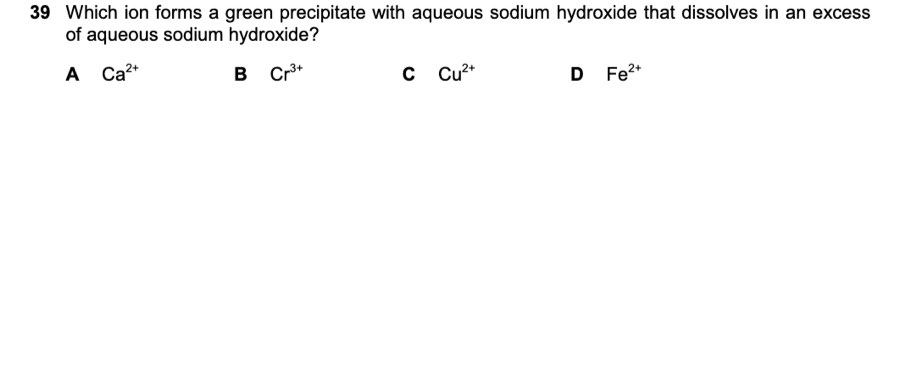 39 Which ion forms a green precipitate with aqueous sodium hydroxide that dissolves in an excess
of aqueous sodium hydroxide?
A Ca²⁺ B Cr³⁺ C Cu²⁺ D Fe²⁺